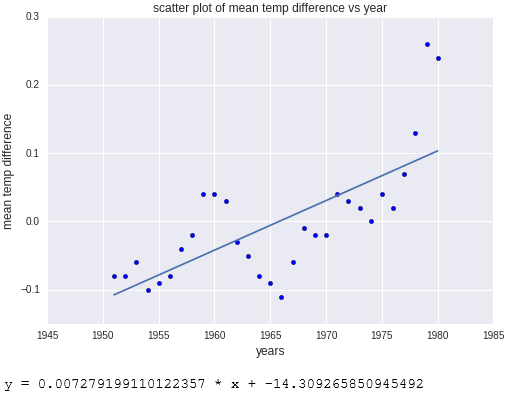 scatter plot of mean temp difference vs year
0.3
0.2
0.1
0.0
−0.1
mean temp difference
1945 1950 1955 1960 1965 1970 1975 1980 1985
years
y = 0.007279199110122357 * x + -14.309265850945492